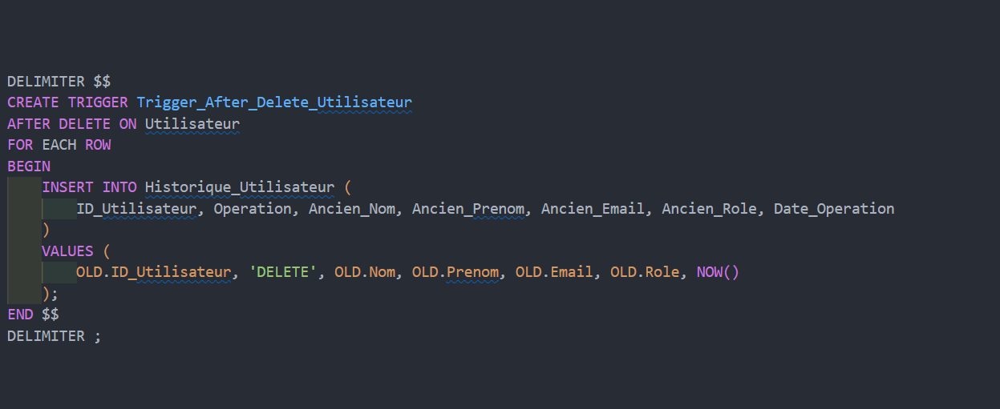 DELIMITER $$
CREATE TRIGGER Trigger_After_Delete_Utilisateur
AFTER DELETE ON Utilisateur
FOR EACH ROW
BEGIN
    INSERT INTO Historique_Utilisateur (
        ID_Utilisateur, Operation, Ancien_Nom, Ancien_Prenom, Ancien_Email, Ancien_Role, Date_Operation
    )
    VALUES (
        OLD.ID_Utilisateur, 'DELETE', OLD.Nom, OLD.Prenom, OLD.Email, OLD.Role, NOW()
    );
END $$
DELIMITER ;